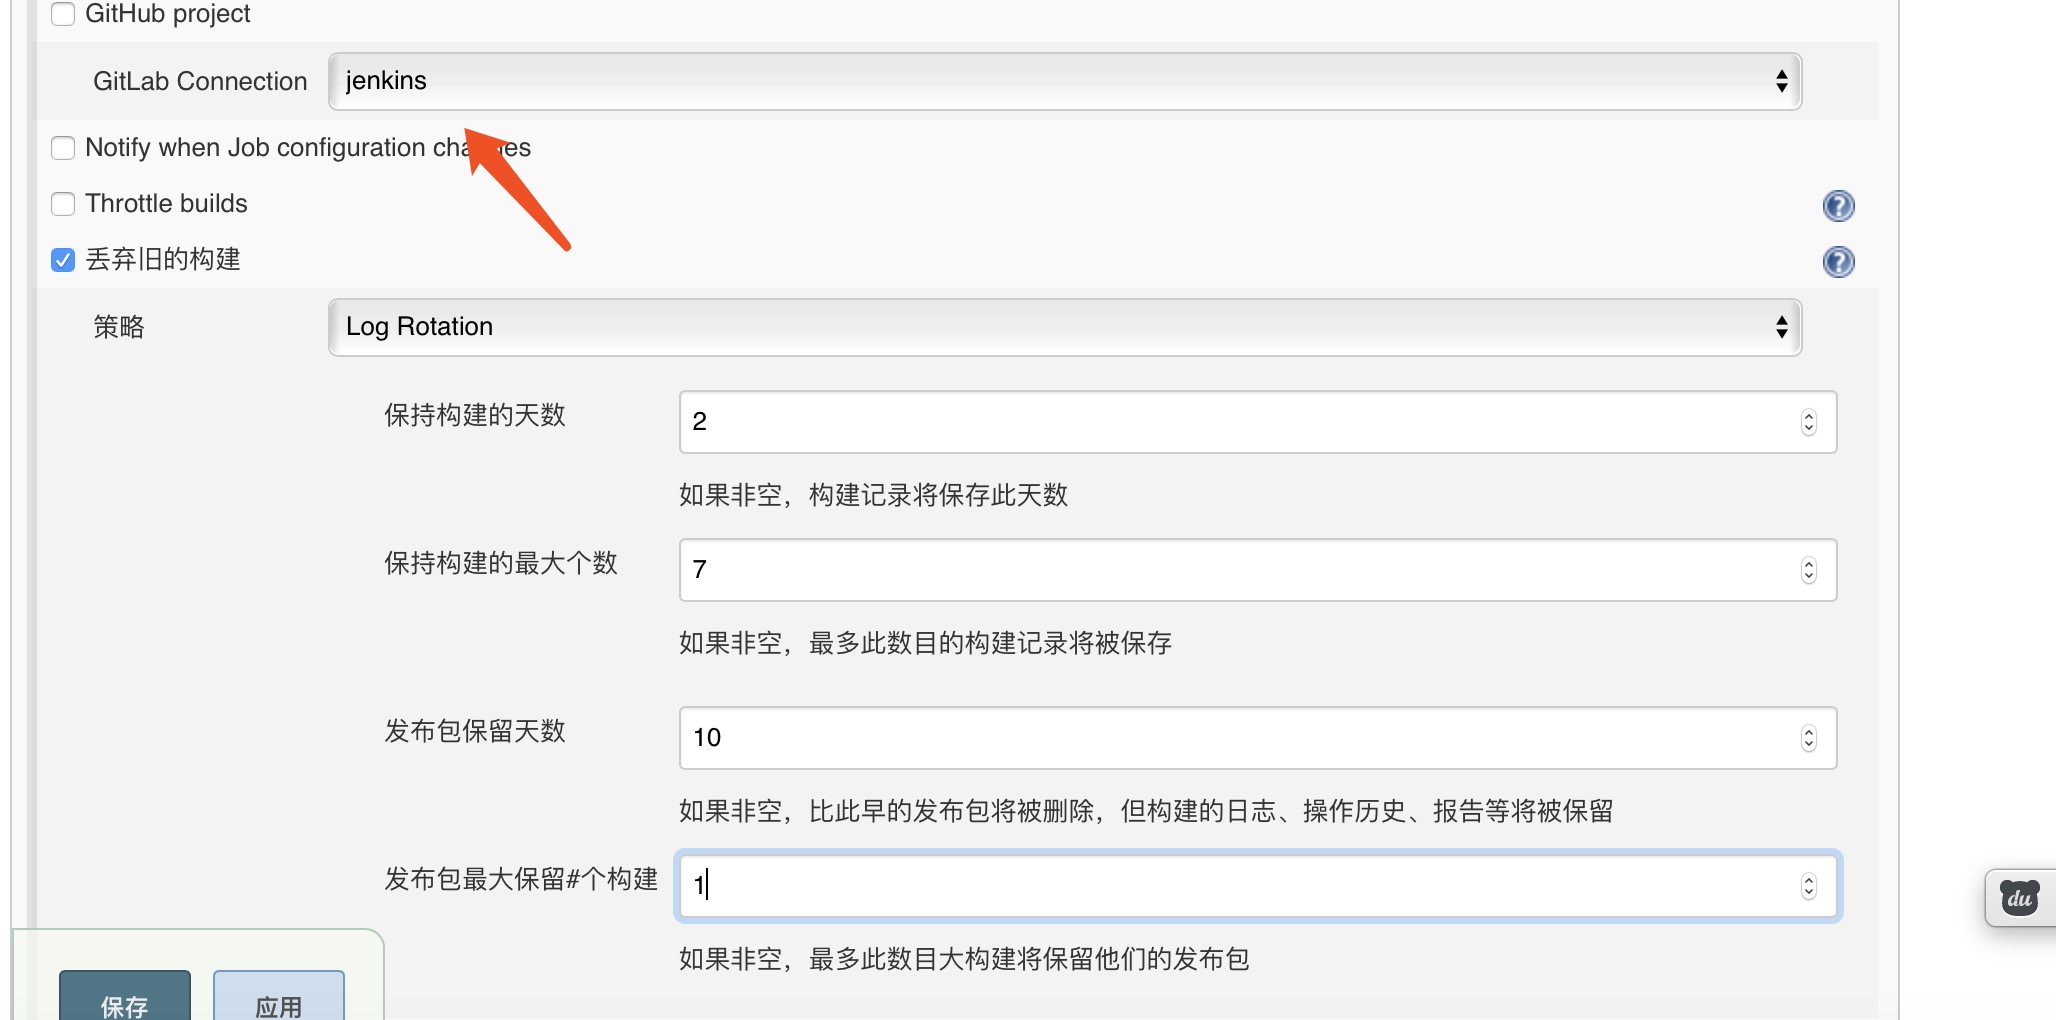 GitHub project
GitLab Connection jenkins
Notify when Job configuration cha es
Throttle builds
?
丢弃旧的构建
?
策略 Log Rotation
保持构建的天数 2
如果非空，构建记录将保存此天数
保持构建的最大个数 7
如果非空，最多此数目的构建记录将被保存
发布包保留天数 10
如果非空，比此早的发布包将被删除，但构建的日志、操作历史、报告等将被保留
发布包最大保留#个构建 1
du
如果非空，最多此数目大构建将保留他们的发布包
保存 应用